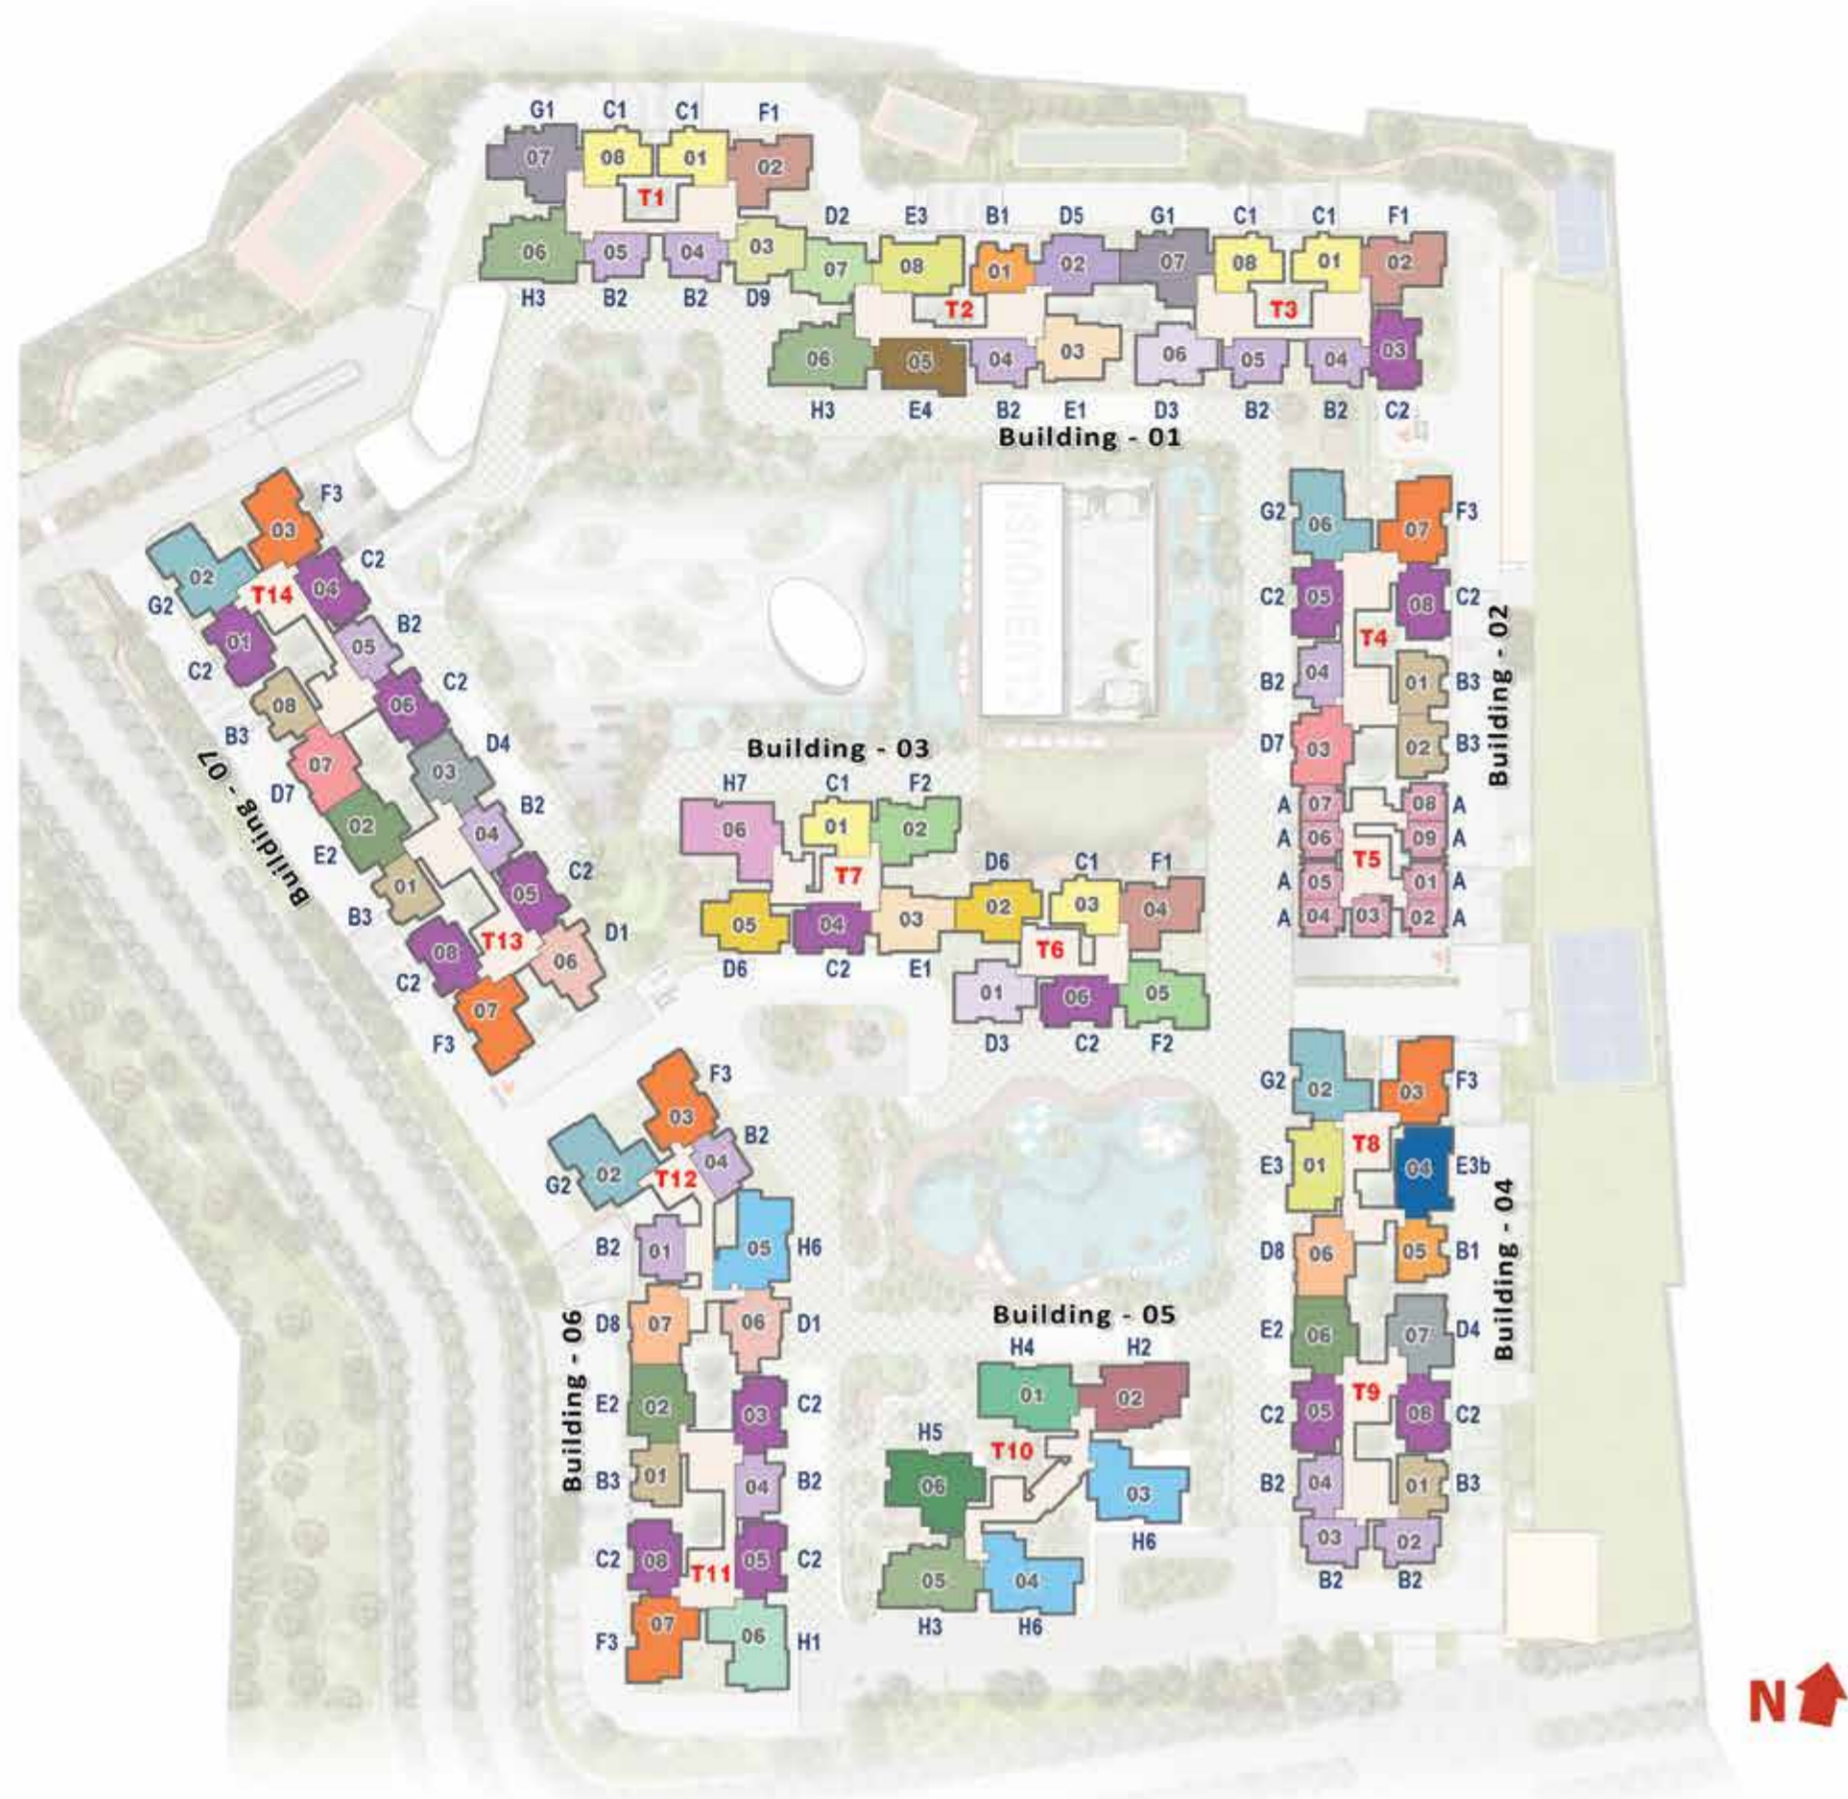 G1 C1 C1 F1
07 08 01 02
T1
D2 E3 B1 D5 G1 C1 C1 F1
06 05 04 03 07 08 01 02 07 08 01 02
H3 B2 B2 D9
T2 T3
06 05 04 03 06 05 04 03
H3 E4 B2 E1 D3 B2 B2 C2
Building - 01
F3
03
02
G2
T14
C2
04
01
C2
B2
05
C2
06
08
B3
D4
03
07
D7
B2
04
02
E2
C2
05
01
B3
T13
D1
06
08
C2
07
F3
Building - 07
CLUBHOUSE
G2 06 07 F3
C2 05 08 C2
T4
B2 04 01 B3
D7 03 02 B3
A 07 08 A
A 06 09 A
T5
A 05 01 A
A 04 03 02 A
Building - 02
Building - 03
H7 C1 F2
06 01 02
T7
D6 C1 F1
05 04 03 02 03 04
D6 C2 E1
T6
01 06 05
D3 C2 F2
F3
03
B2
04
G2 02
T12
B2 01 05 H6
D8 07 06 D1
E2 02 03 C2
B3 01 04 B2
C2 08 05 C2
T11
F3 07 06 H1
Building - 06
G2 02 03 F3
T8
E3 01 04 E3b
D8 06 05 B1
E2 06 07 D4
T9
C2 05 08 C2
B2 04 01 B3
03 02
B2 B2
Building - 04
Building - 05
H4 H2
01 02
H5
T10
06 03
H6
05 04
H3 H6
N